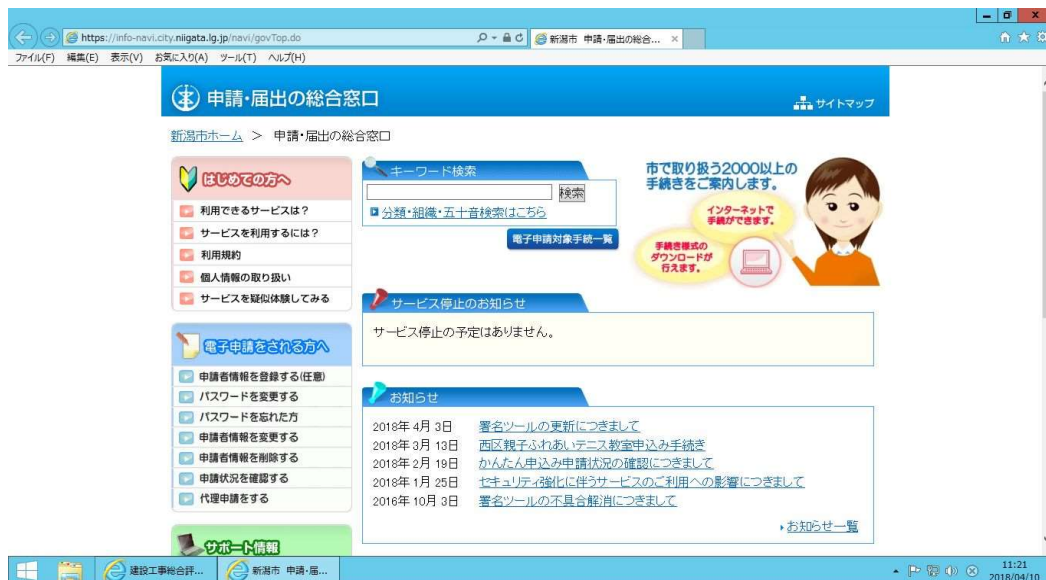 https://info-navi.city.niigata.lg.jp/navi/govTop.do
新潟市 申請・届出の総合... ×
ファイル(F) 編集(E) 表示(V) お気に入り(A) ツール(T) ヘルプ(H)
申請・届出の総合窓口
サイトマップ
新潟市ホーム > 申請・届出の総合窓口
はじめての方へ
利用できるサービスは？
サービスを利用するには？
利用規約
個人情報の取り扱い
サービスを疑似体験してみる
電子申請をされる方へ
申請者情報を登録する(任意)
パスワードを変更する
パスワードを忘れた方
申請者情報を変更する
申請者情報を削除する
申請状況を確認する
代理申請をする
サポート情報
キーワード検索
検索
分類・組織・五十音検索はこちら
電子申請対象手続一覧
市で取り扱う2000以上の
手続きをご案内します。
インターネットで
手続ができます。
手続き様式の
ダウンロードが
行えます。
サービス停止のお知らせ
サービス停止の予定はありません。
お知らせ
2018年 4月 3日 署名ツールの更新につきまして
2018年 3月 13日 西区親子ふれあいテニス教室申込み手続き
2018年 2月 19日 かんたん申込み申請状況の確認につきまして
2018年 1月 25日 セキュリティ強化に伴うサービスのご利用への影響につきまして
2016年 10月 3日 署名ツールの不具合解消につきまして
お知らせ一覧
建設工事総合評...
新潟市 申請・届...
11:21
2018/04/10